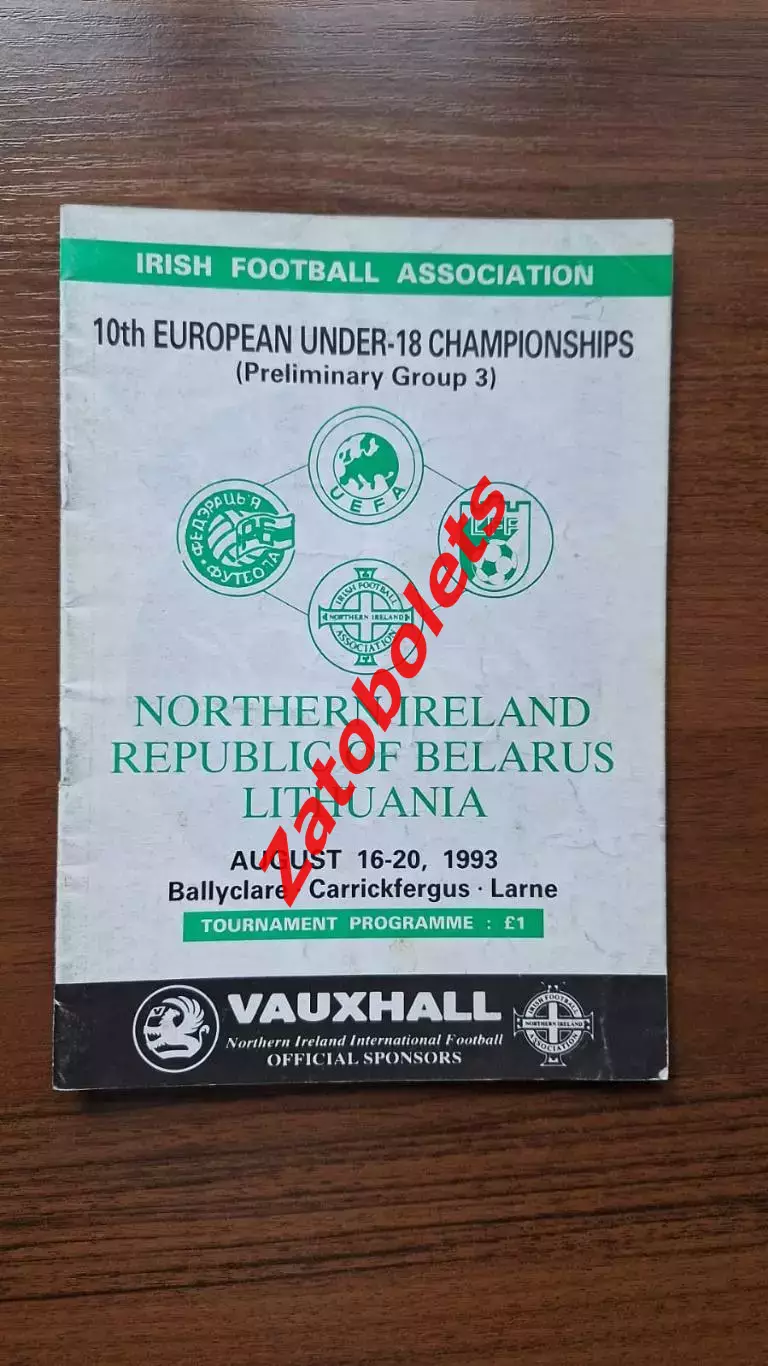 IRISH FOOTBALL ASSOCIATION
10th EUROPEAN UNDER-18 CHAMPIONSHIPS
(Preliminary Group 3)
UEFA
ФЕДЭРАЦЫЯ
ФУТБОЛА
LFF
IRISH FOOTBALL
NORTHERN IRELAND
ASSOCIATION
NORTHERN IRELAND
REPUBLIC OF BELARUS
LITHUANIA
AUGUST 16-20, 1993
Ballyclare · Carrickfergus · Larne
TOURNAMENT PROGRAMME : £1
VAUXHALL
Northern Ireland International Football
OFFICIAL SPONSORS
IRISH FOOTBALL
NORTHERN IRELAND
ASSOCIATION
Zatobolets